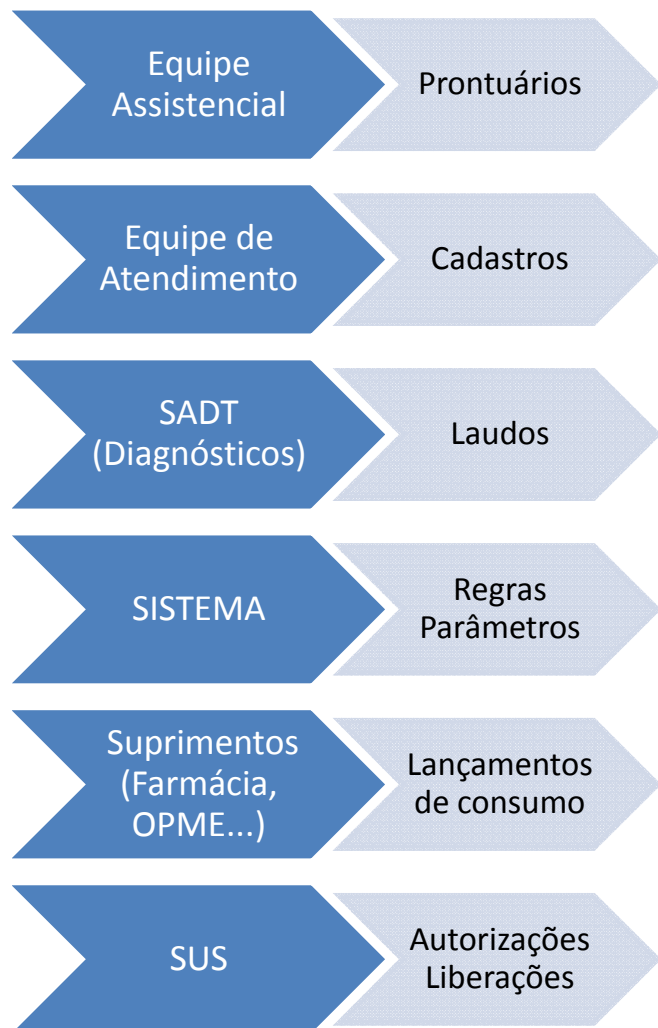 Equipe
Assistencial
Prontuários
Equipe de
Atendimento
Cadastros
SADT
(Diagnósticos)
Laudos
SISTEMA
Regras
Parâmetros
Suprimentos
(Farmácia,
OPME...)
Lançamentos
de consumo
SUS
Autorizações
Liberações